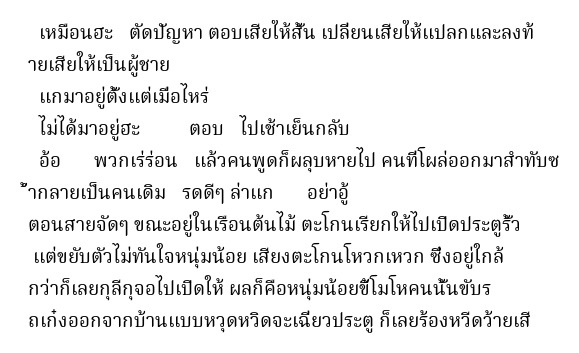 เหมือนฮะ ตัดปัญหา ตอบเสียให้สั้น เปลี่ยนเสียให้แปลกและลงท้
ายเสียให้เป็นผู้ชาย
แกมาอยู่ตั้งแต่เมื่อไหร่
ไม่ได้มาอยู่ฮะ ตอบ ไปเช้าเย็นกลับ
อ้อ พวกเร่ร่อน แล้วคนพูดก็ผลุบหายไป คนที่โผล่ออกมาสำทับซ
้ำกลายเป็นคนเดิม รดดีๆ ล่าแก อย่าอู้
ตอนสายจัดๆ ขณะอยู่ในเรือนต้นไม้ ตะโกนเรียกให้ไปเปิดประตูรั้ว
แต่ขยับตัวไม่ทันใจหนุ่มน้อย เสียงตะโกนโหวกเหวก ซึ่งอยู่ใกล้
กว่าก็เลยกุลีกุจอไปเปิดให้ ผลก็คือหนุ่มน้อยขี้โมโหคนนั้นขับร
ถเก๋งออกจากบ้านแบบหวุดหวิดจะเฉี่ยวประตู ก็เลยร้องหวีดว้ายเสี